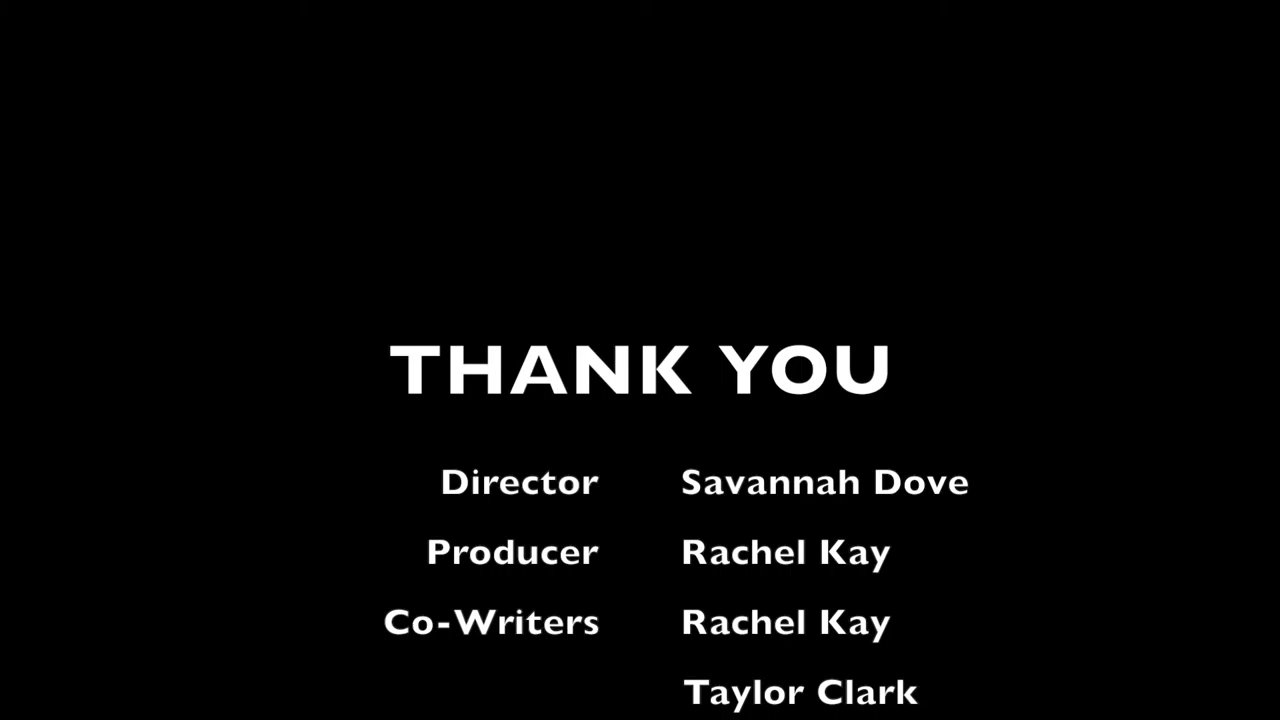 THANK YOU
Director Savannah Dove
Producer Rachel Kay
Co-Writers Rachel Kay
Taylor Clark